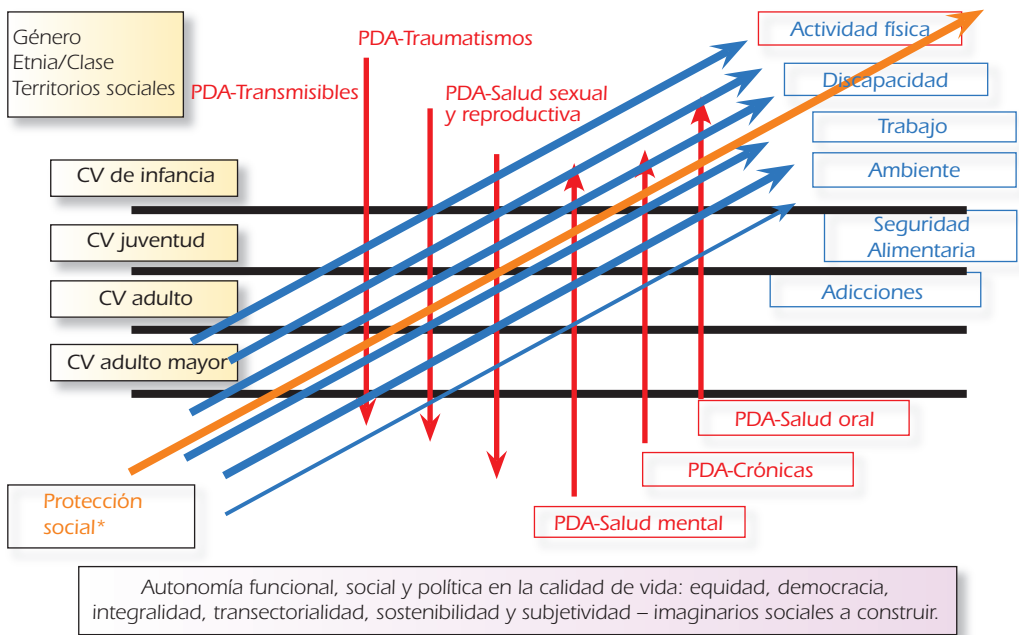 Género
Etnia/Clase
Territorios sociales
PDA-Traumatismos
PDA-Transmisibles
PDA-Salud sexual
y reproductiva
Actividad física
Discapacidad
Trabajo
Ambiente
Seguridad
Alimentaria
Adicciones
CV de infancia
CV juventud
CV adulto
CV adulto mayor
PDA-Salud oral
PDA-Crónicas
PDA-Salud mental
Protección
social*
Autonomía funcional, social y política en la calidad de vida: equidad, democracia,
integralidad, transectorialidad, sostenibilidad y subjetividad – imaginarios sociales a construir.